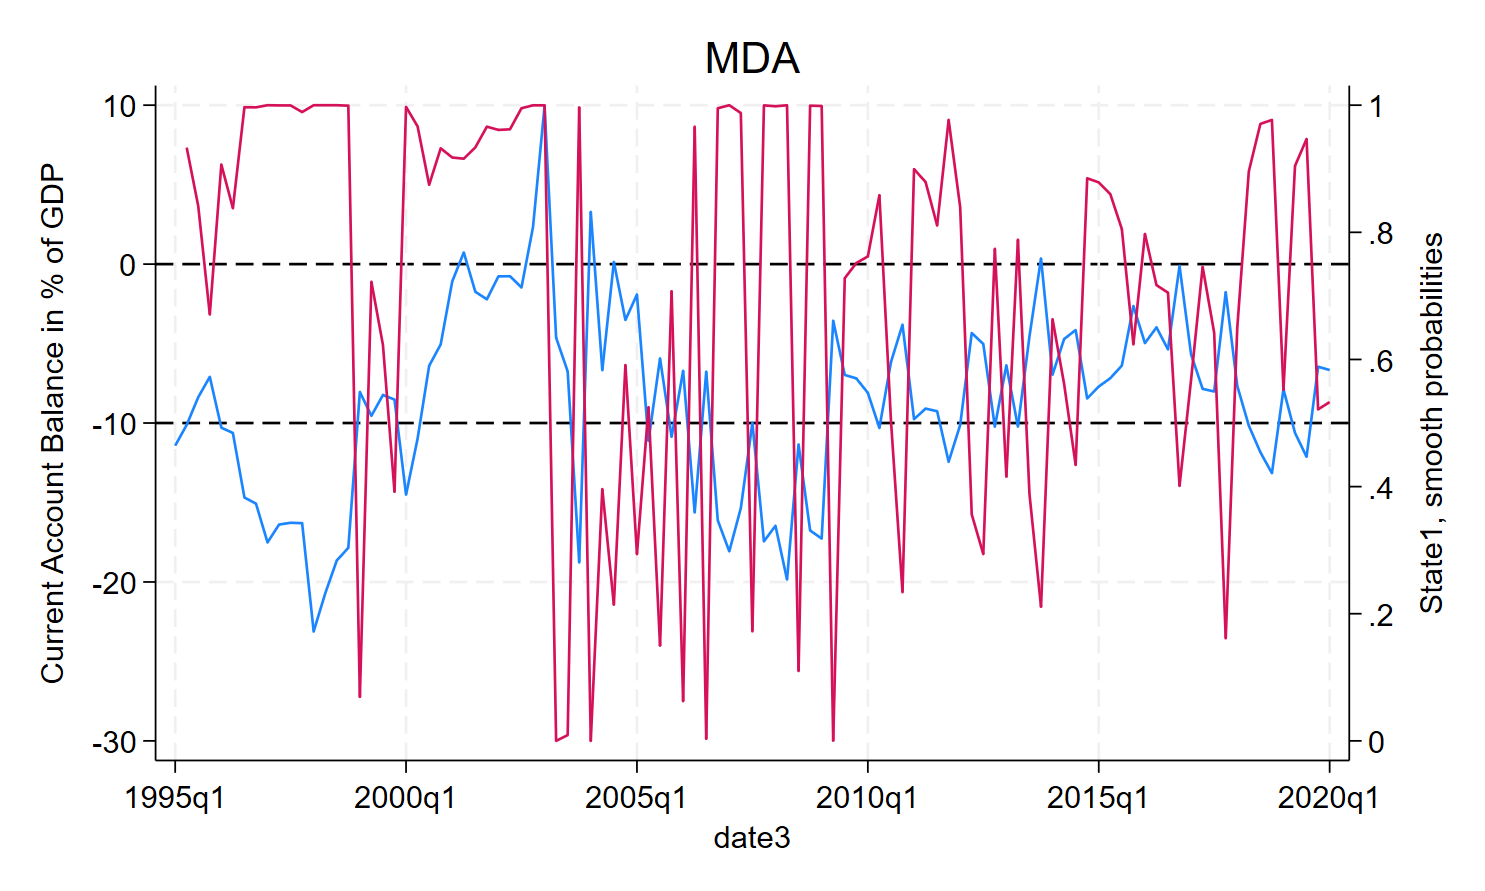 MDA
Current Account Balance in % of GDP
10
0
-10
-20
-30
State1, smooth probabilities
1
.8
.6
.4
.2
0
1995q1 2000q1 2005q1 2010q1 2015q1 2020q1
date3